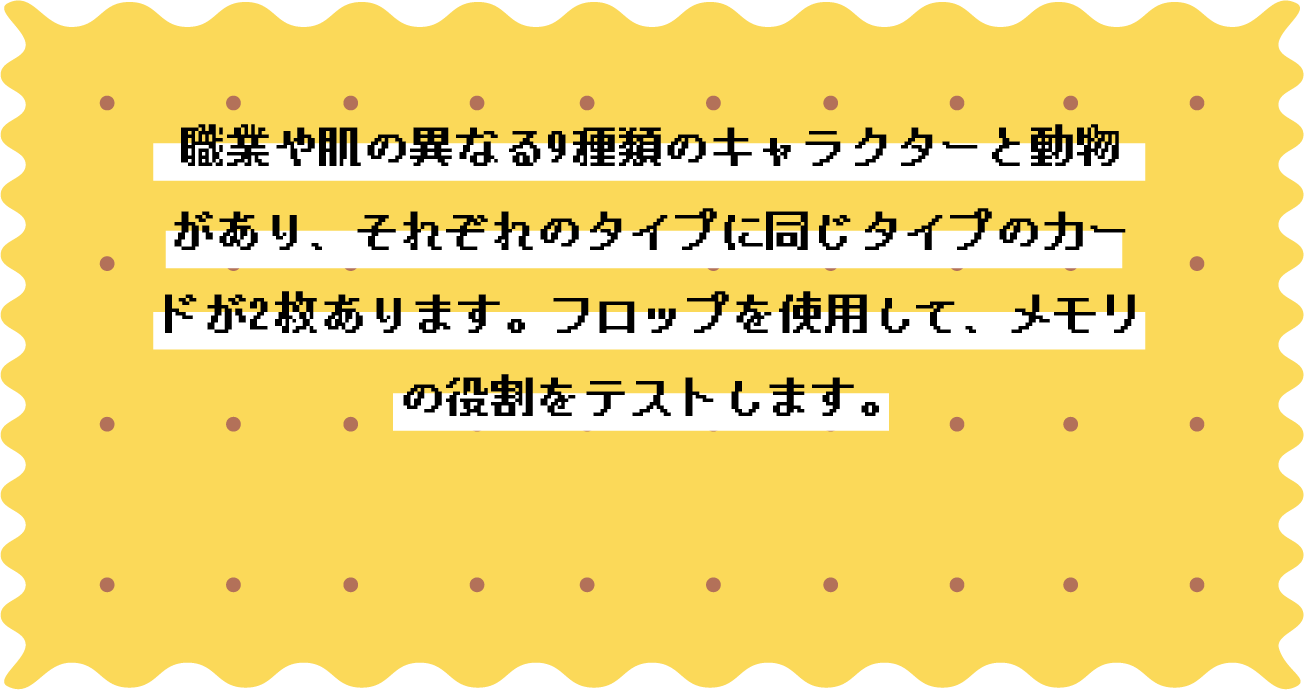 職業や肌の異なる9種類のキャラクターと動物
があり、それぞれのタイプに同じタイプのカー
ドが2枚あります。フロップを使用して、メモリ
の役割をテストします。